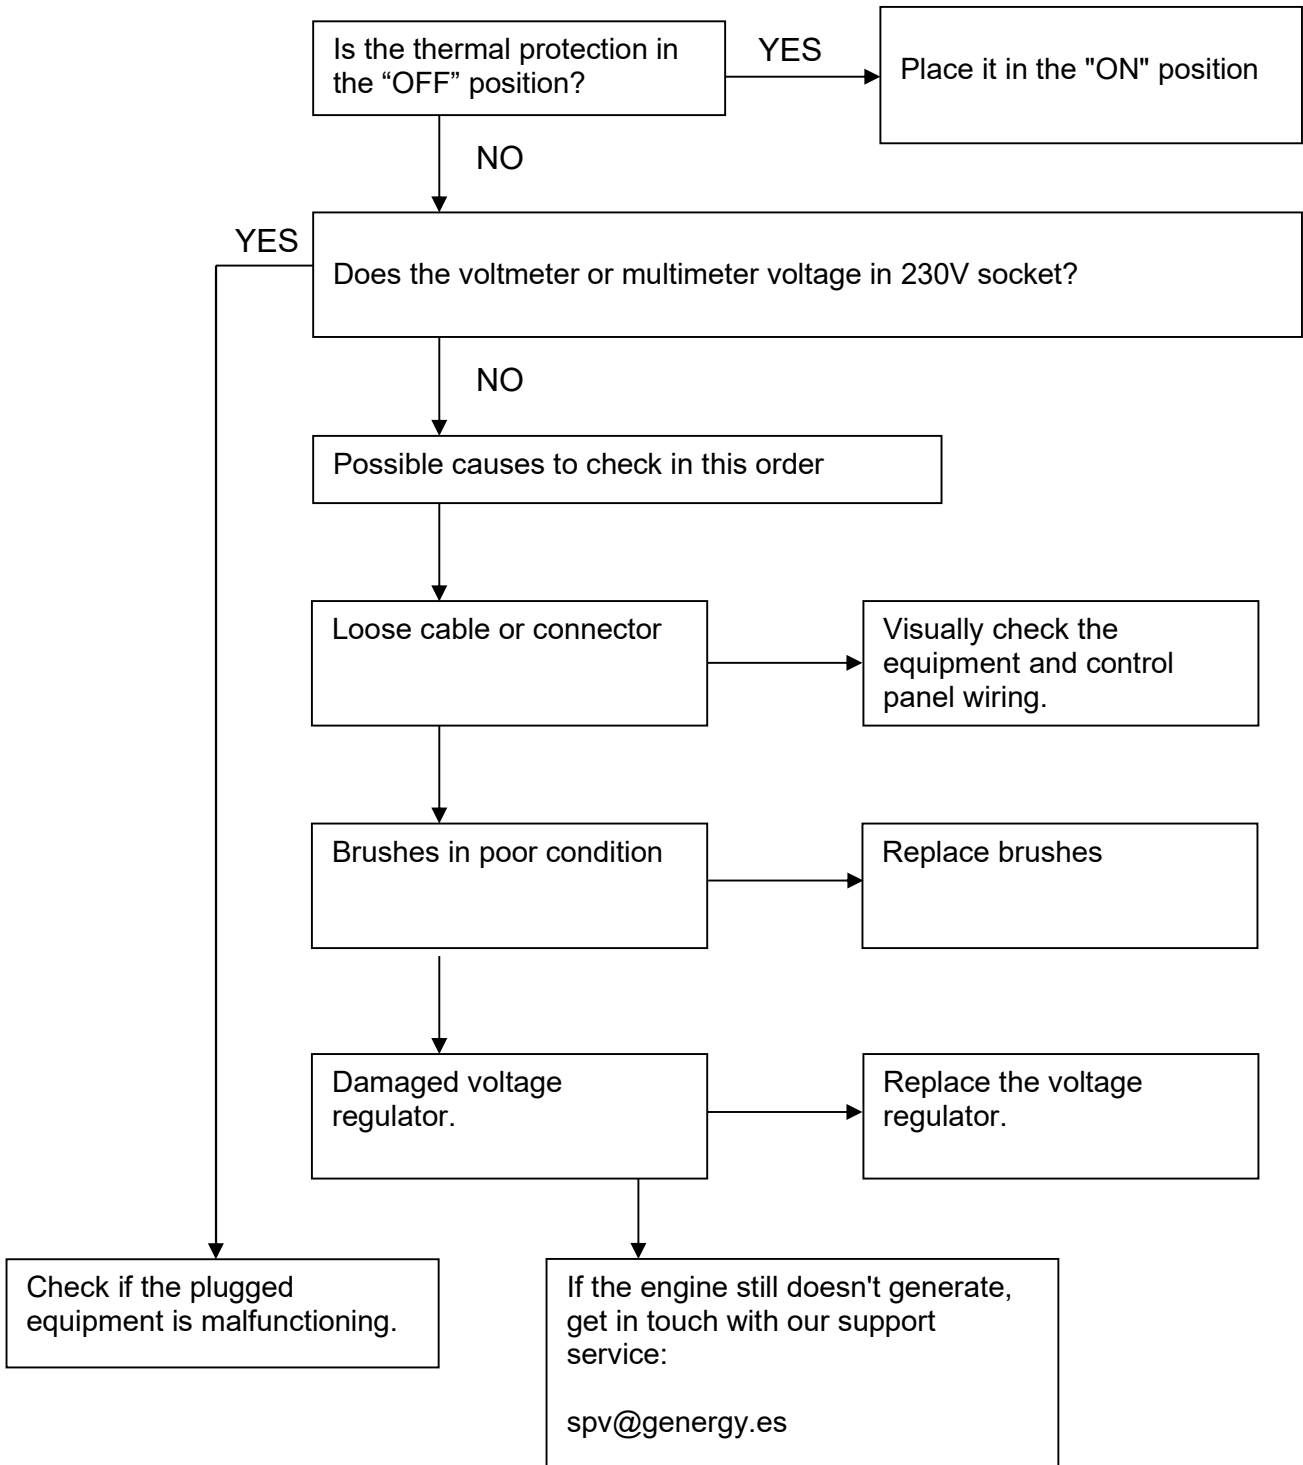 Is the thermal protection in
the “OFF” position?
YES
Place it in the "ON" position
NO
YES
Does the voltmeter or multimeter voltage in 230V socket?
NO
Possible causes to check in this order
Loose cable or connector
Visually check the
equipment and control
panel wiring.
Brushes in poor condition
Replace brushes
Damaged voltage
regulator.
Replace the voltage
regulator.
Check if the plugged
equipment is malfunctioning.
If the engine still doesn't generate,
get in touch with our support
service:
spv@genergy.es